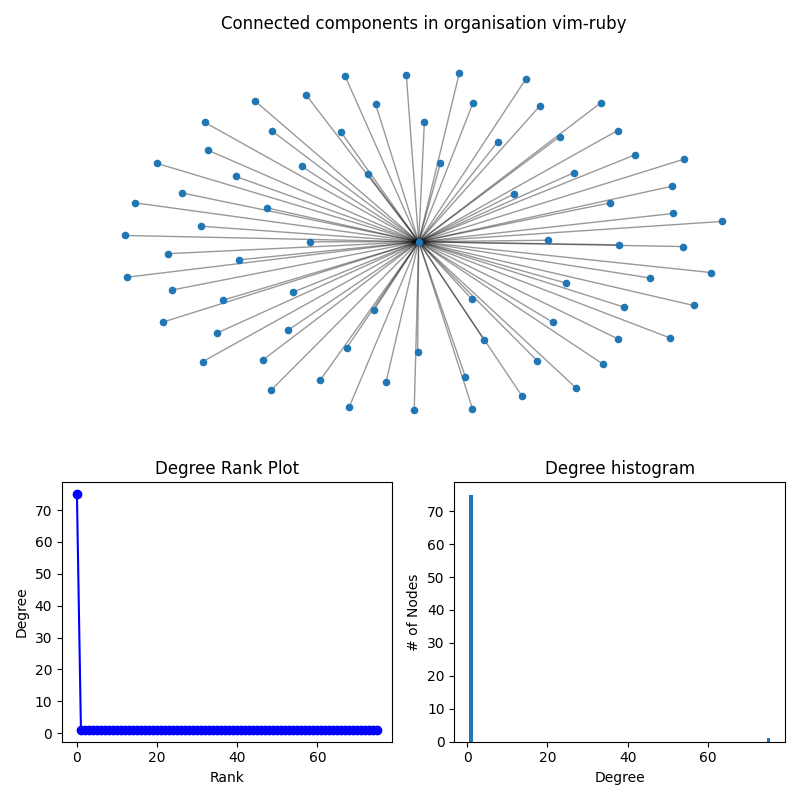 Connected components in organisation vim-ruby
Degree Rank Plot
Degree
70
60
50
40
30
20
10
0
0 20 40 60
Rank
Degree histogram
# of Nodes
70
60
50
40
30
20
10
0
0 20 40 60
Degree